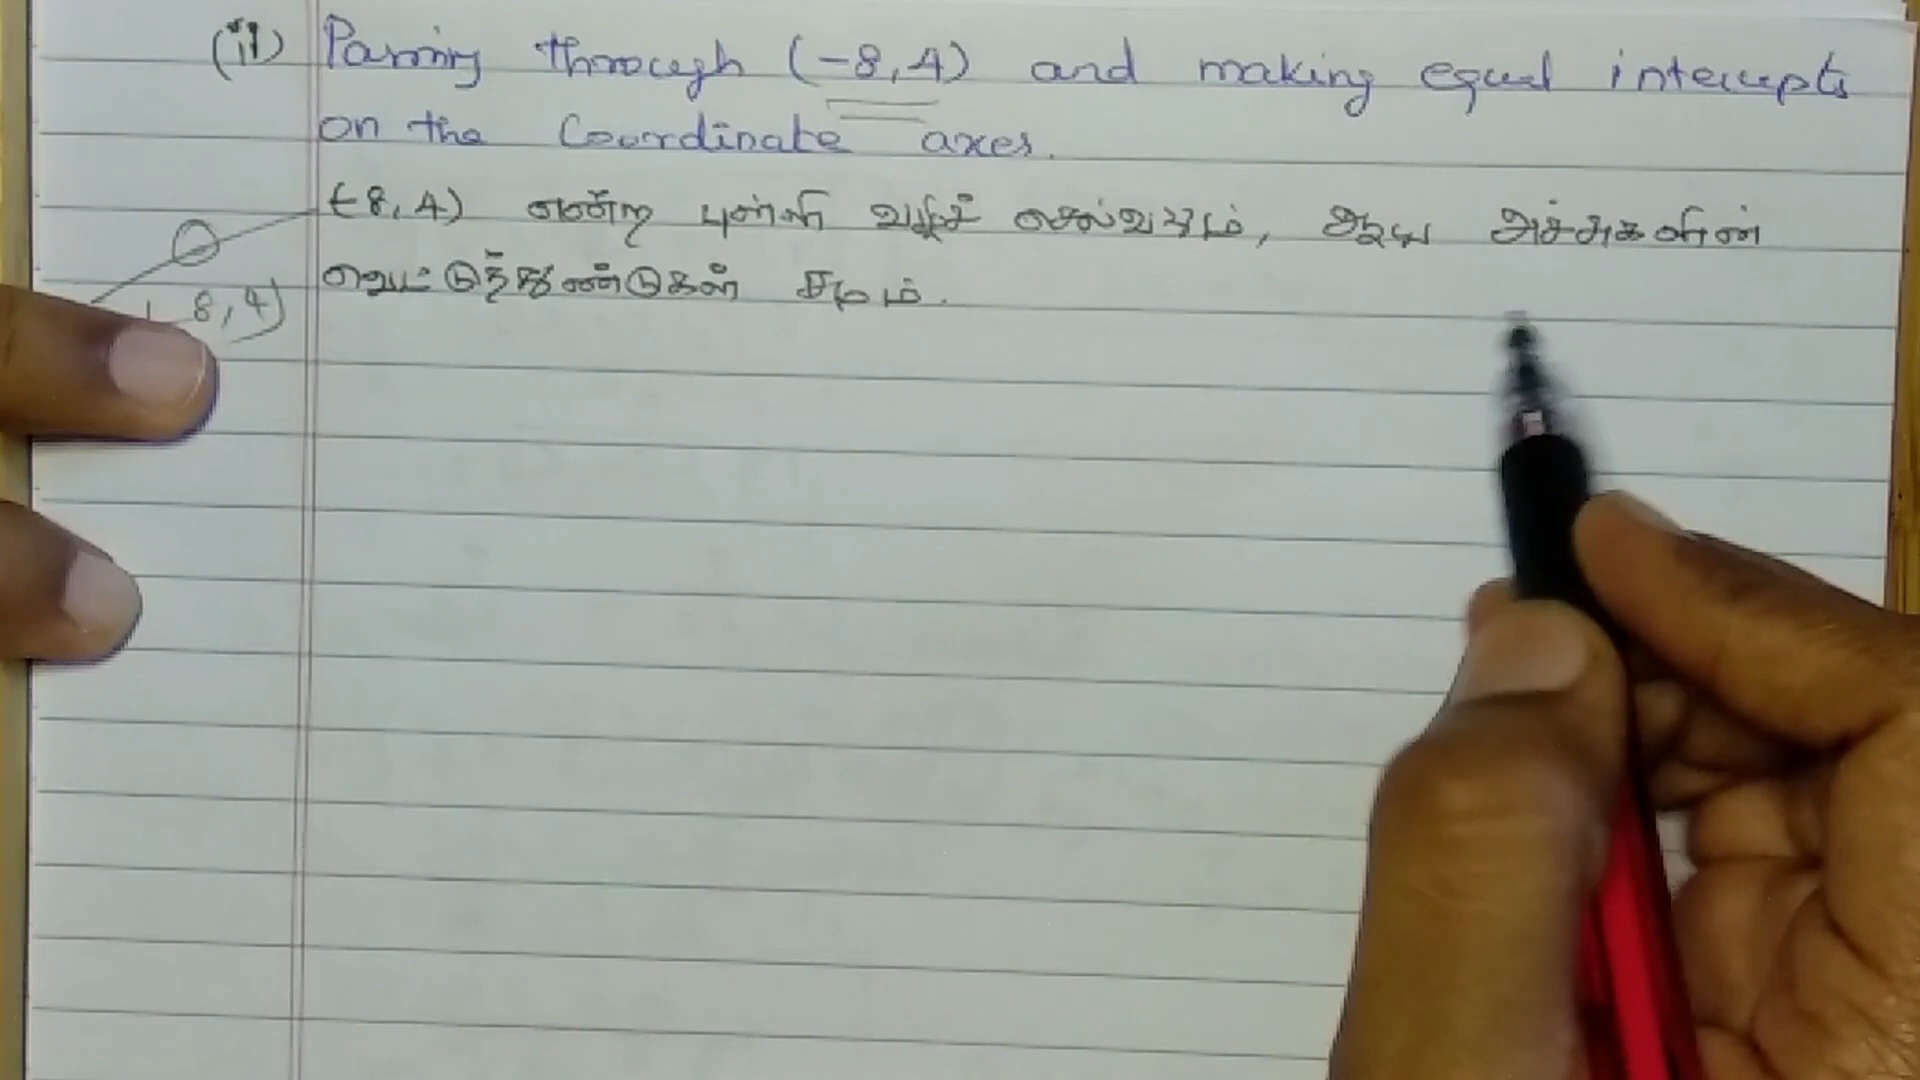 (ii) Passing through (-8,4) and making equal intercepts
on the Coordinate axes.
(-8,4) என்ற புள்ளி வழிச் செல்வதும், ஆய அச்சுகளின்
வெட்டுத்துண்டுகள் சமம்.
(-8,4)